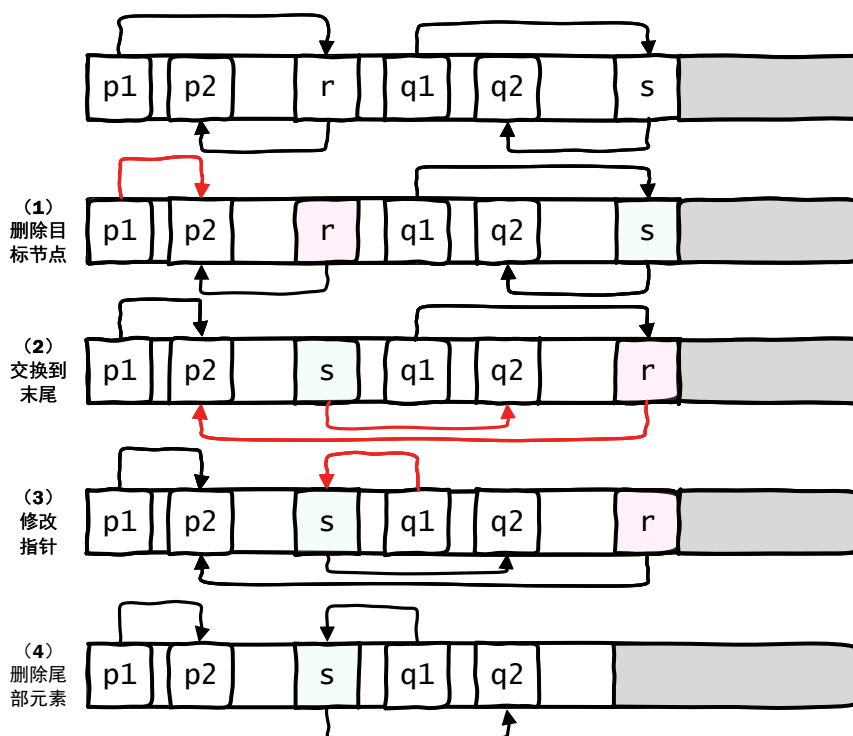 p1 p2 r q1 q2 s
(1)
删除目
标节点
p1 p2 r q1 q2 s
(2)
交换到
末尾
p1 p2 s q1 q2 r
(3)
修改
指针
p1 p2 s q1 q2 r
(4)
删除尾
部元素
p1 p2 s q1 q2